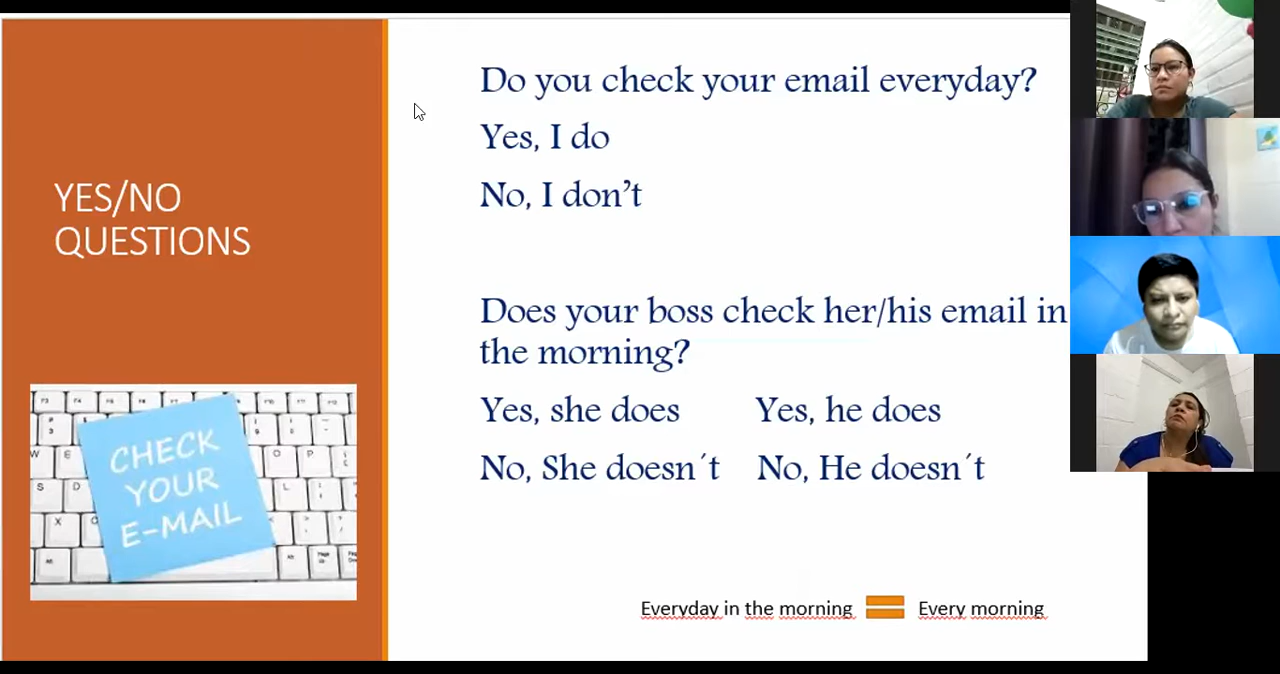 YES/NO
QUESTIONS
CHECK
YOUR
E-MAIL
Do you check your email everyday?
Yes, I do
No, I don’t
Does your boss check her/his email in
the morning?
Yes, she does Yes, he does
No, She doesn´t No, He doesn´t
Everyday in the morning Every morning